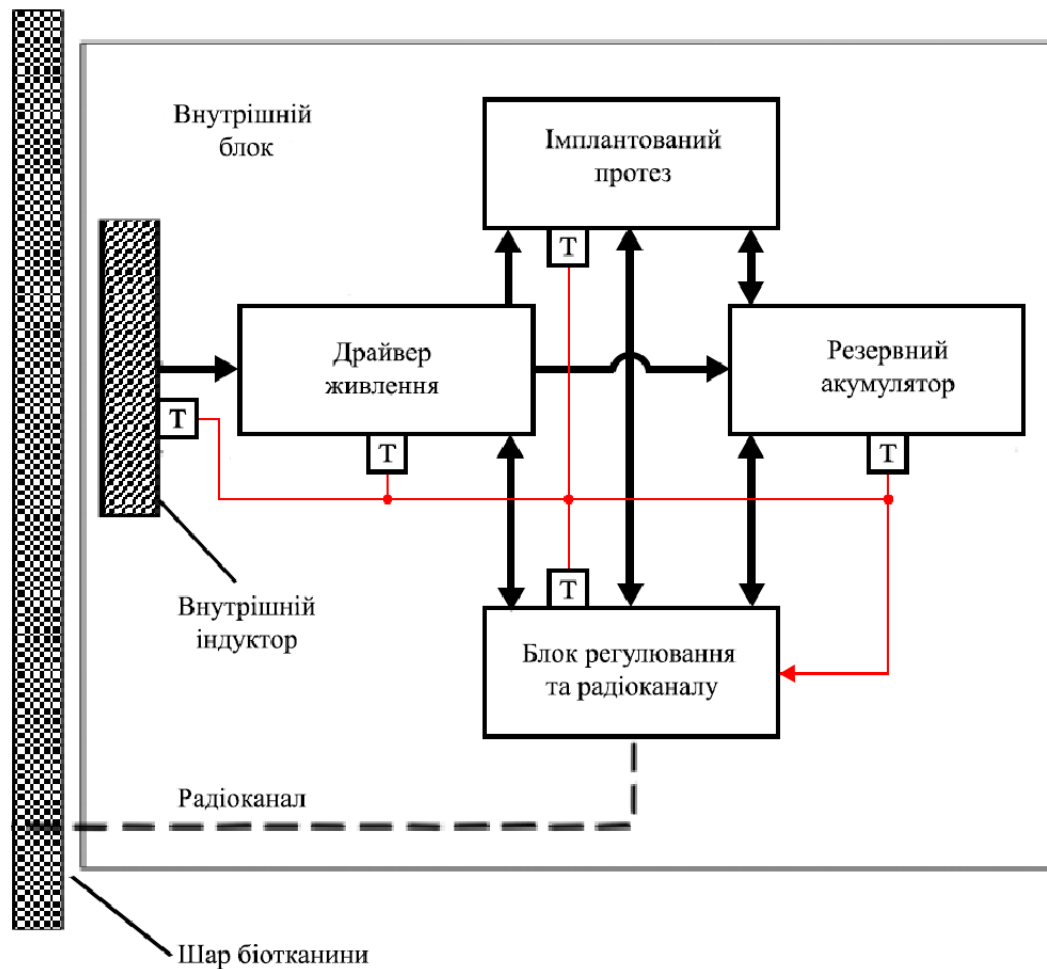 Внутрішній
блок
Імплантований
протез
Т
Драйвер
живлення
Резервний
акумулятор
Т
Т
Т
Т
Внутрішній
індуктор
Блок регулювання
та радіоканалу
Радіоканал
Шар біотканини